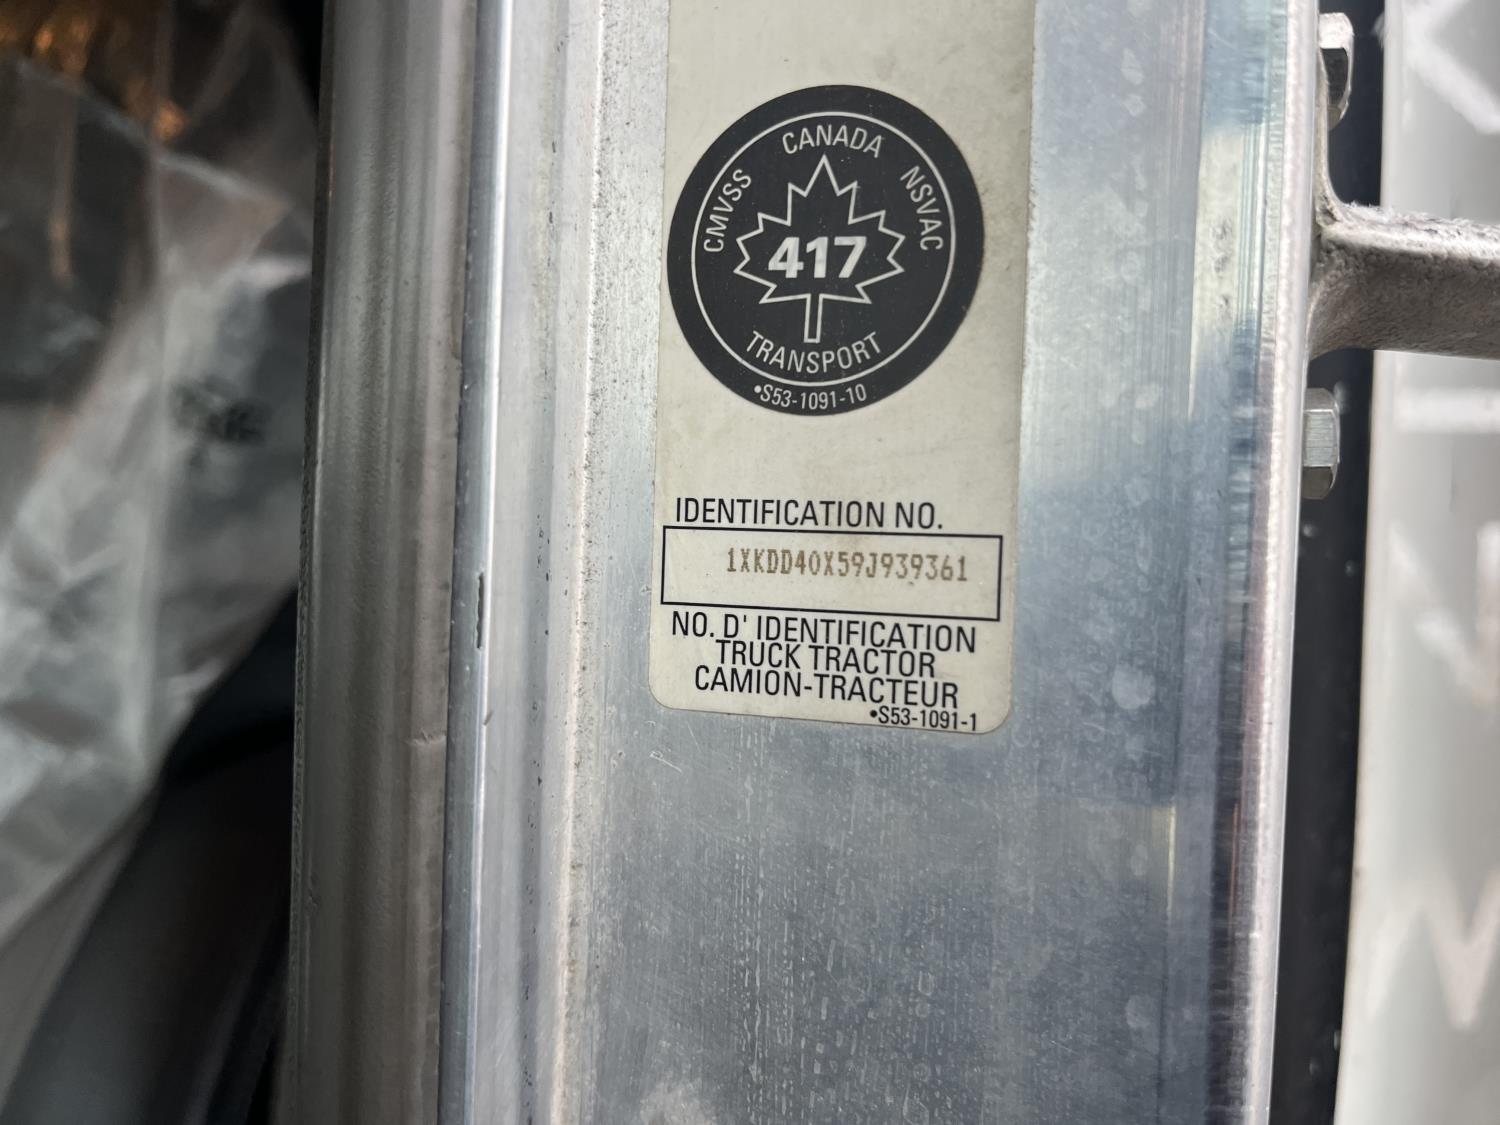 CANADA
CMVSS
NSVAC
417
TRANSPORT
•S53-1091-10
IDENTIFICATION NO.
1XKDD40X59J939361
NO. D' IDENTIFICATION
TRUCK TRACTOR
CAMION-TRACTEUR
•S53-1091-1